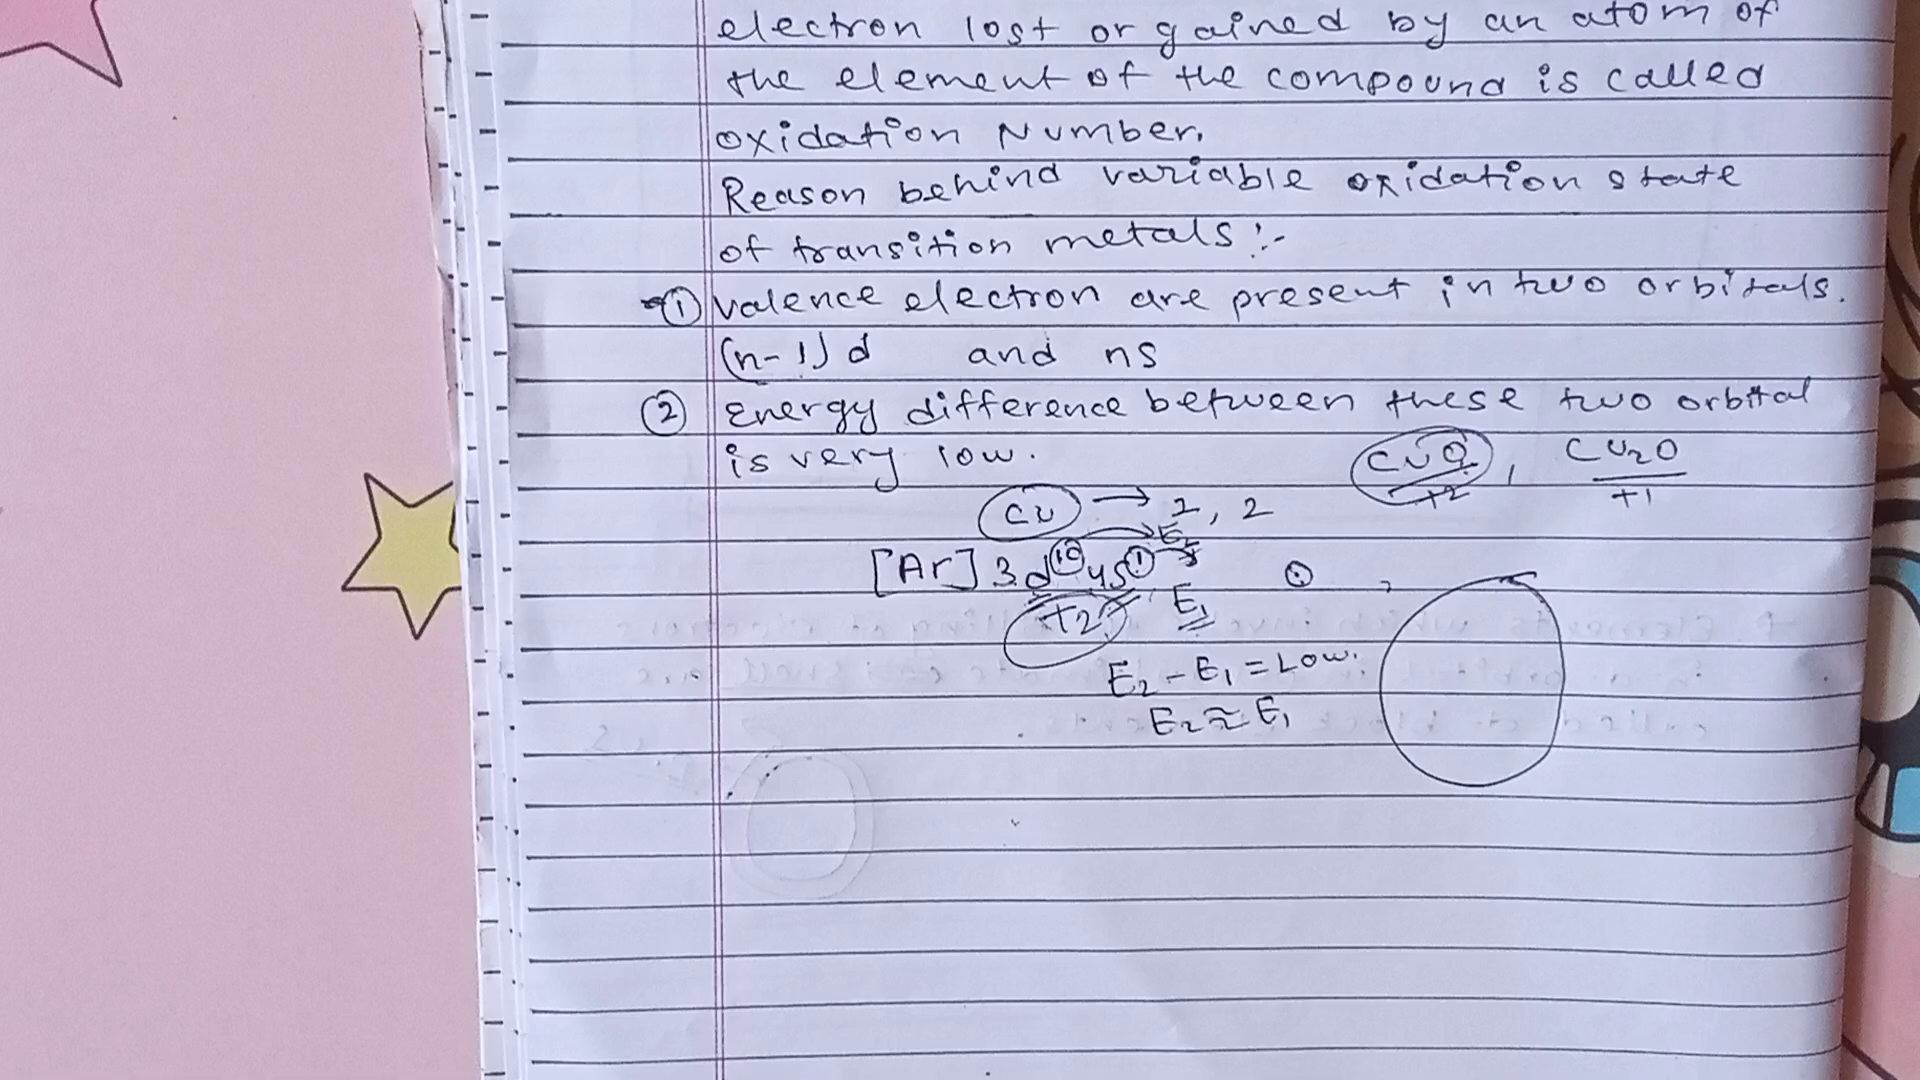 electron lost or gained by an atom of
the element of the compound is called
oxidation Number.
Reason behind variable oxidation state
of transition metals :-
① valence electron are present in two orbitals.
(n-1) d and ns
② Energy difference between these two orbital
is very low.
CuO, Cu₂O
+2 +1
Cu → 2, 2
E₂
[Ar] 3d¹⁰ 4s¹
+2 E₁
E₂ - E₁ = Low.
E₂ ≈ E₁